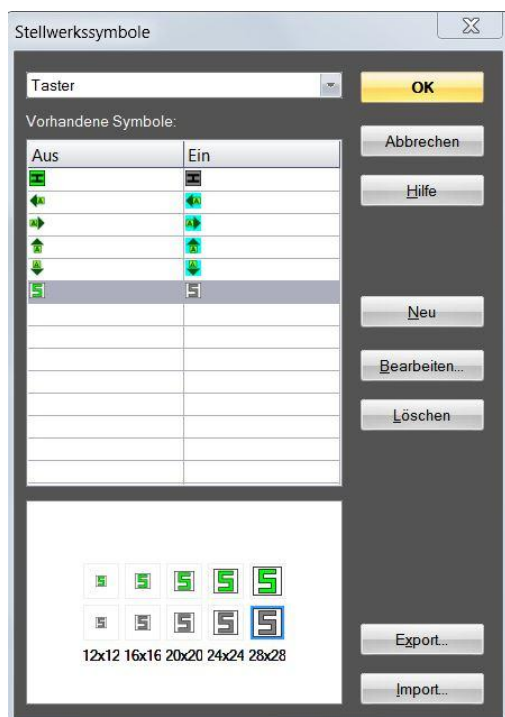 Stellwerkssymbole
Taster
OK
Vorhandene Symbole:
Abbrechen
Aus Ein
Hilfe
A A
A A
A A
A A
S S
Neu
Bearbeiten...
Löschen
S S S S S
S S S S S
12x12 16x16 20x20 24x24 28x28
Export...
Import...